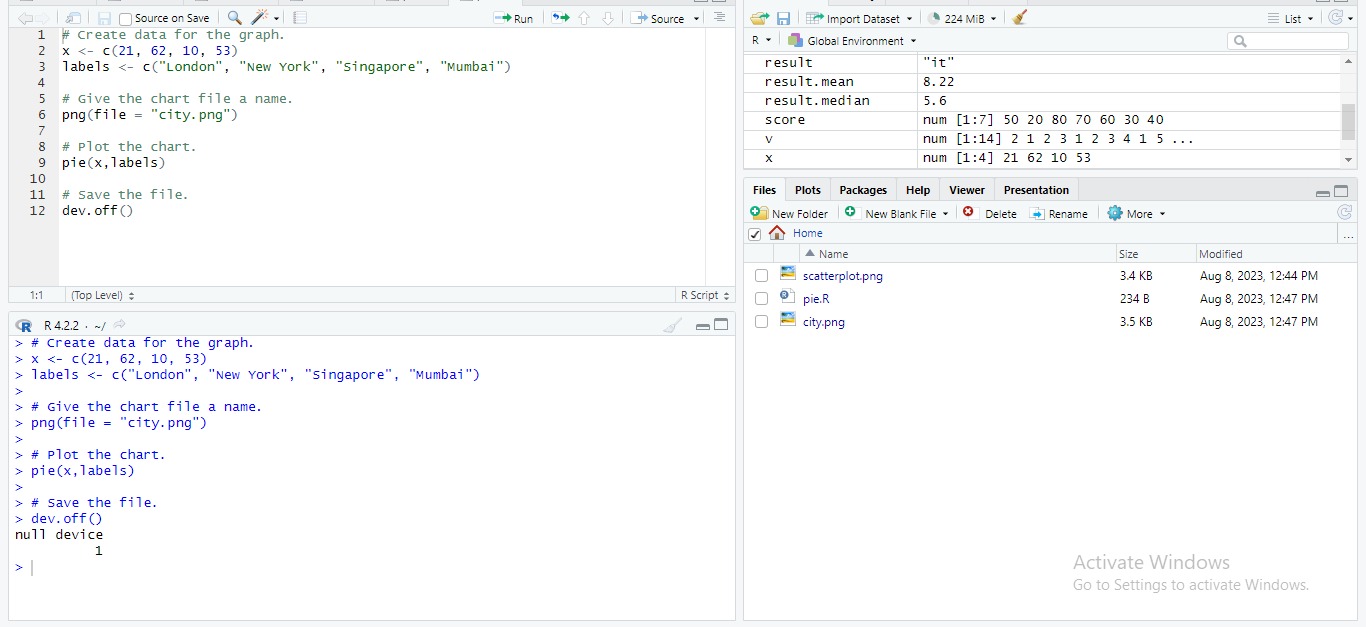 Source on Save
Run
Source
1 # Create data for the graph.
2 x <- c(21, 62, 10, 53)
3 labels <- c("London", "New York", "Singapore", "Mumbai")
4
5 # Give the chart file a name.
6 png(file = "city.png")
7
8 # Plot the chart.
9 pie(x,labels)
10
11 # Save the file.
12 dev.off()
1:1 (Top Level) R Script
R R 4.2.2 · ~/
> # Create data for the graph.
> x <- c(21, 62, 10, 53)
> labels <- c("London", "New York", "Singapore", "Mumbai")
>
> # Give the chart file a name.
> png(file = "city.png")
>
> # Plot the chart.
> pie(x,labels)
>
> # Save the file.
> dev.off()
null device
1
>
Import Dataset 224 MiB List
R Global Environment
result "it"
result.mean 8.22
result.median 5.6
score num [1:7] 50 20 80 70 60 30 40
v num [1:14] 2 1 2 3 1 2 3 4 1 5 ...
x num [1:4] 21 62 10 53
Files Plots Packages Help Viewer Presentation
New Folder New Blank File Delete Rename More
Home ...
Name Size Modified
scatterplot.png 3.4 KB Aug 8, 2023, 12:44 PM
pie.R 234 B Aug 8, 2023, 12:47 PM
city.png 3.5 KB Aug 8, 2023, 12:47 PM
Activate Windows
Go to Settings to activate Windows.